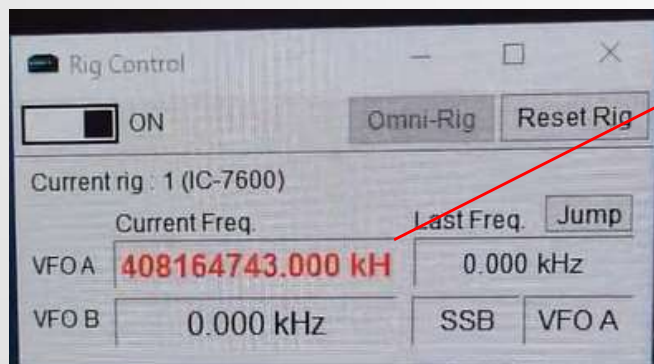 Rig Control
ON Omni-Rig Reset Rig
Current rig : 1 (IC-7600)
Current Freq. Last Freq. Jump
VFO A 408164743.000 kH 0.000 kHz
VFO B 0.000 kHz SSB VFO A